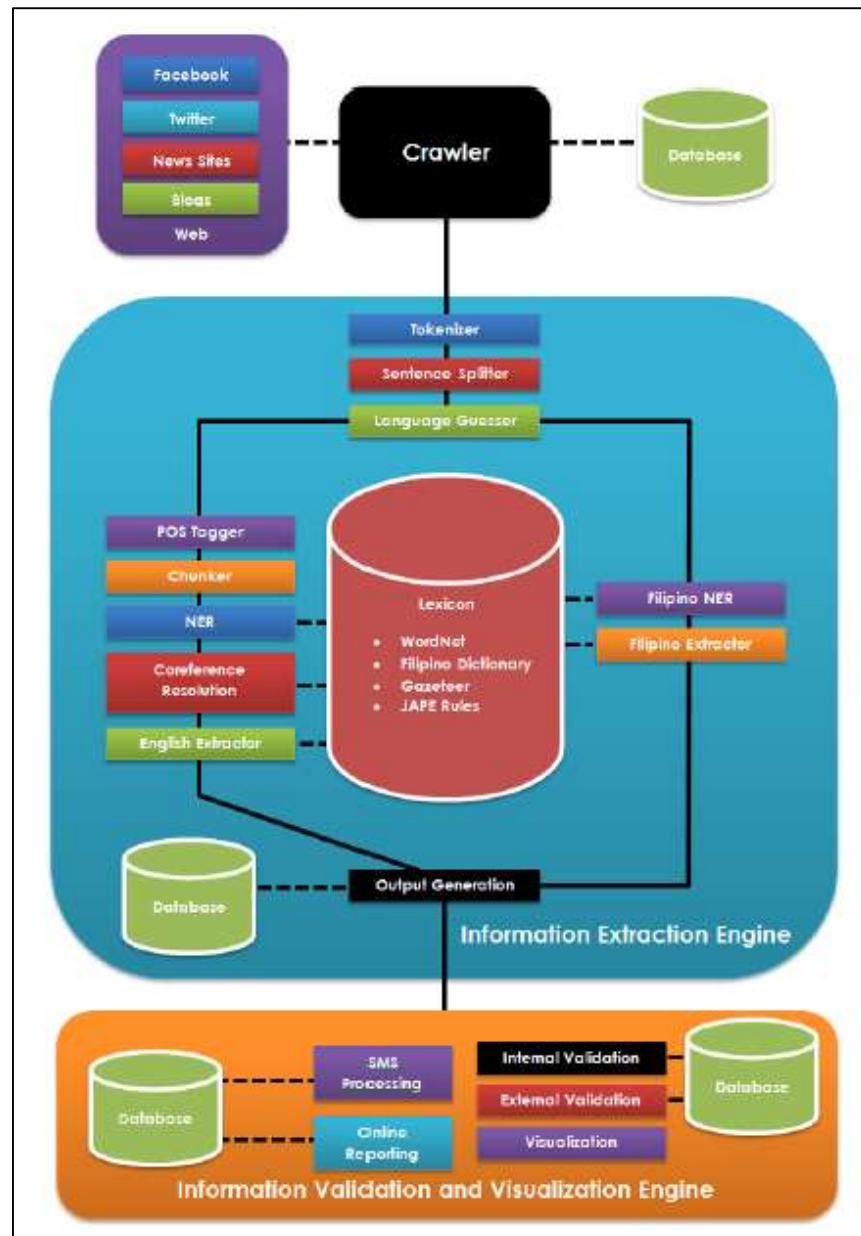 Facebook
Twitter
News Sites
Blogs
Web
Crawler
Database
Tokenizer
Sentence Splitter
Language Guesser
POS Tagger
Chunker
NER
Coreference
Resolution
English Extractor
Lexicon
• WordNet
• Filipino Dictionary
• Gazeteer
• JAPE Rules
Filipino NER
Filipino Extractor
Database
Output Generation
Information Extraction Engine
Database
SMS
Processing
Online
Reporting
Internal Validation
External Validation
Visualization
Database
Information Validation and Visualization Engine